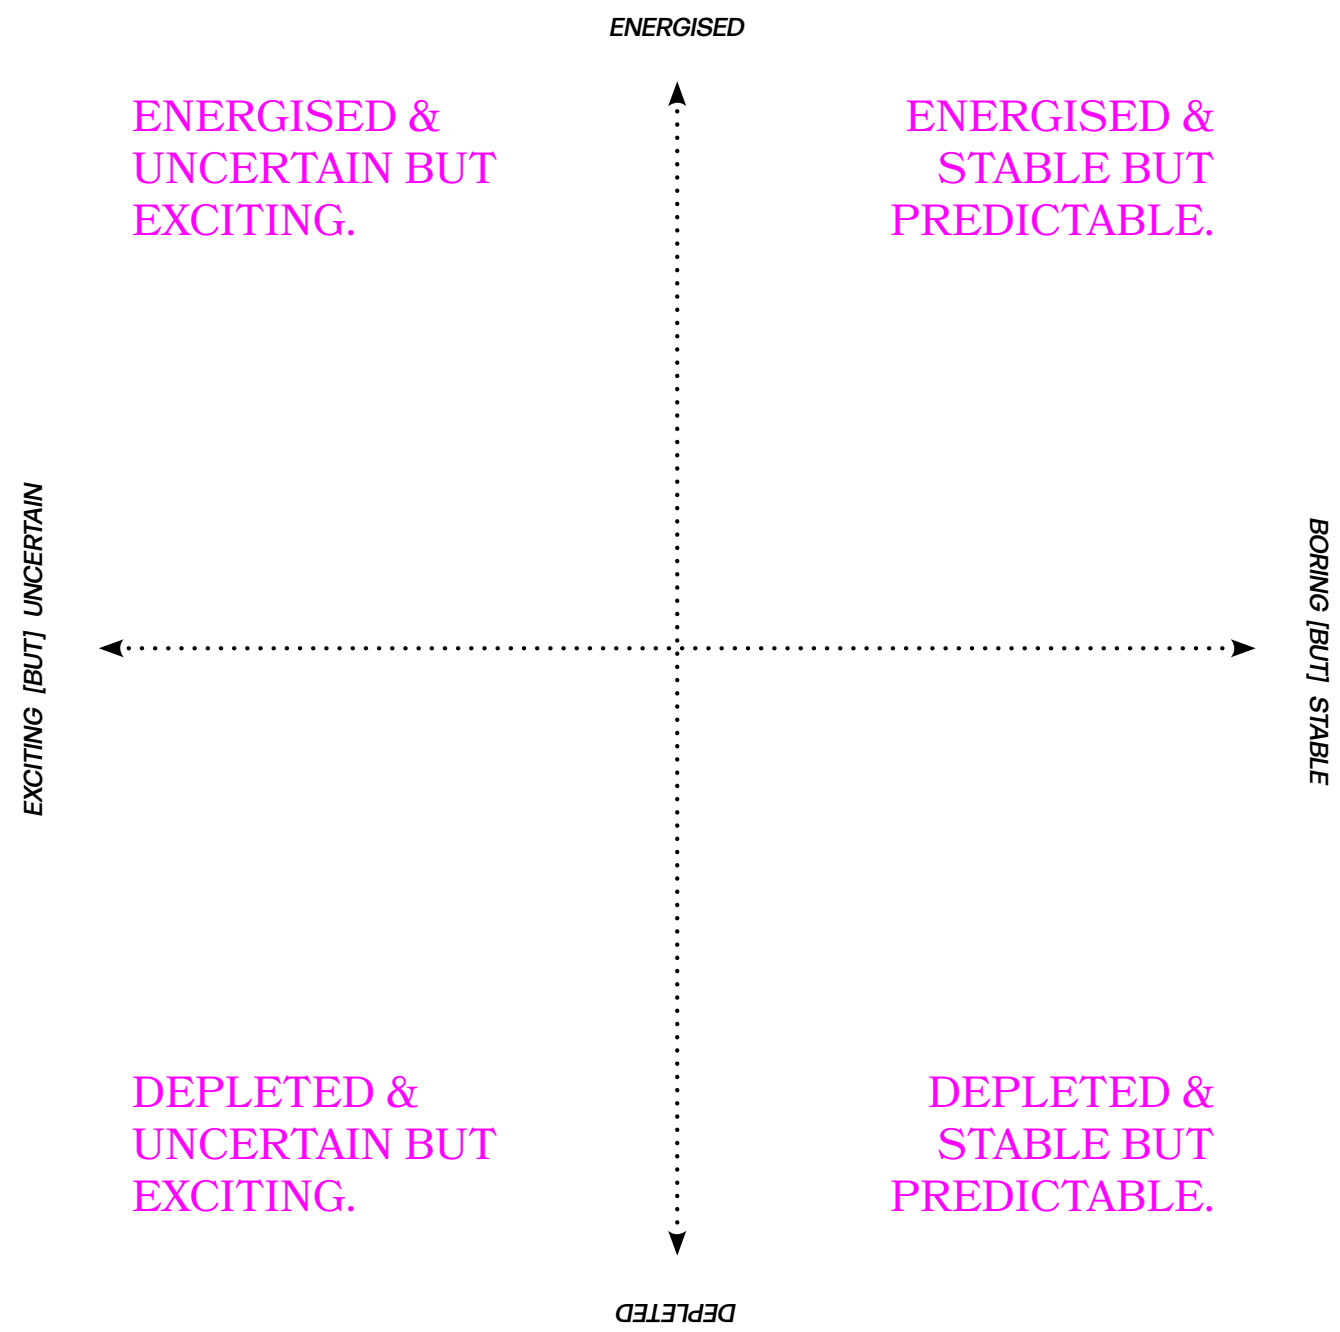 ENERGISED
ENERGISED &
UNCERTAIN BUT
EXCITING.
ENERGISED &
STABLE BUT
PREDICTABLE.
EXCITING [BUT] UNCERTAIN
BORING [BUT] STABLE
DEPLETED &
UNCERTAIN BUT
EXCITING.
DEPLETED &
STABLE BUT
PREDICTABLE.
DEPLETED